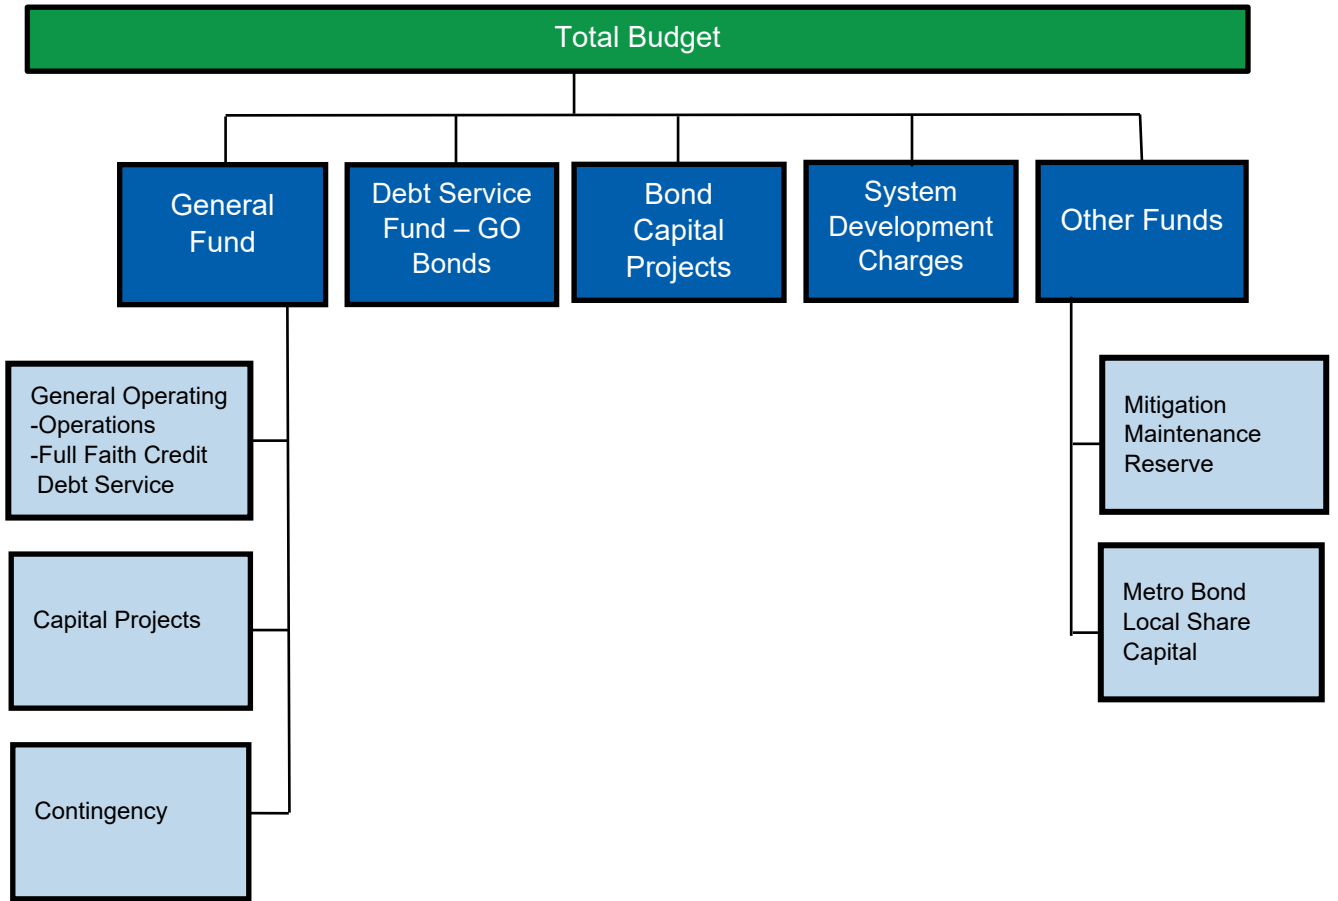 Total Budget
General
Fund
Debt Service
Fund – GO
Bonds
Bond
Capital
Projects
System
Development
Charges
Other Funds
General Operating
-Operations
-Full Faith Credit
Debt Service
Capital Projects
Contingency
Mitigation
Maintenance
Reserve
Metro Bond
Local Share
Capital